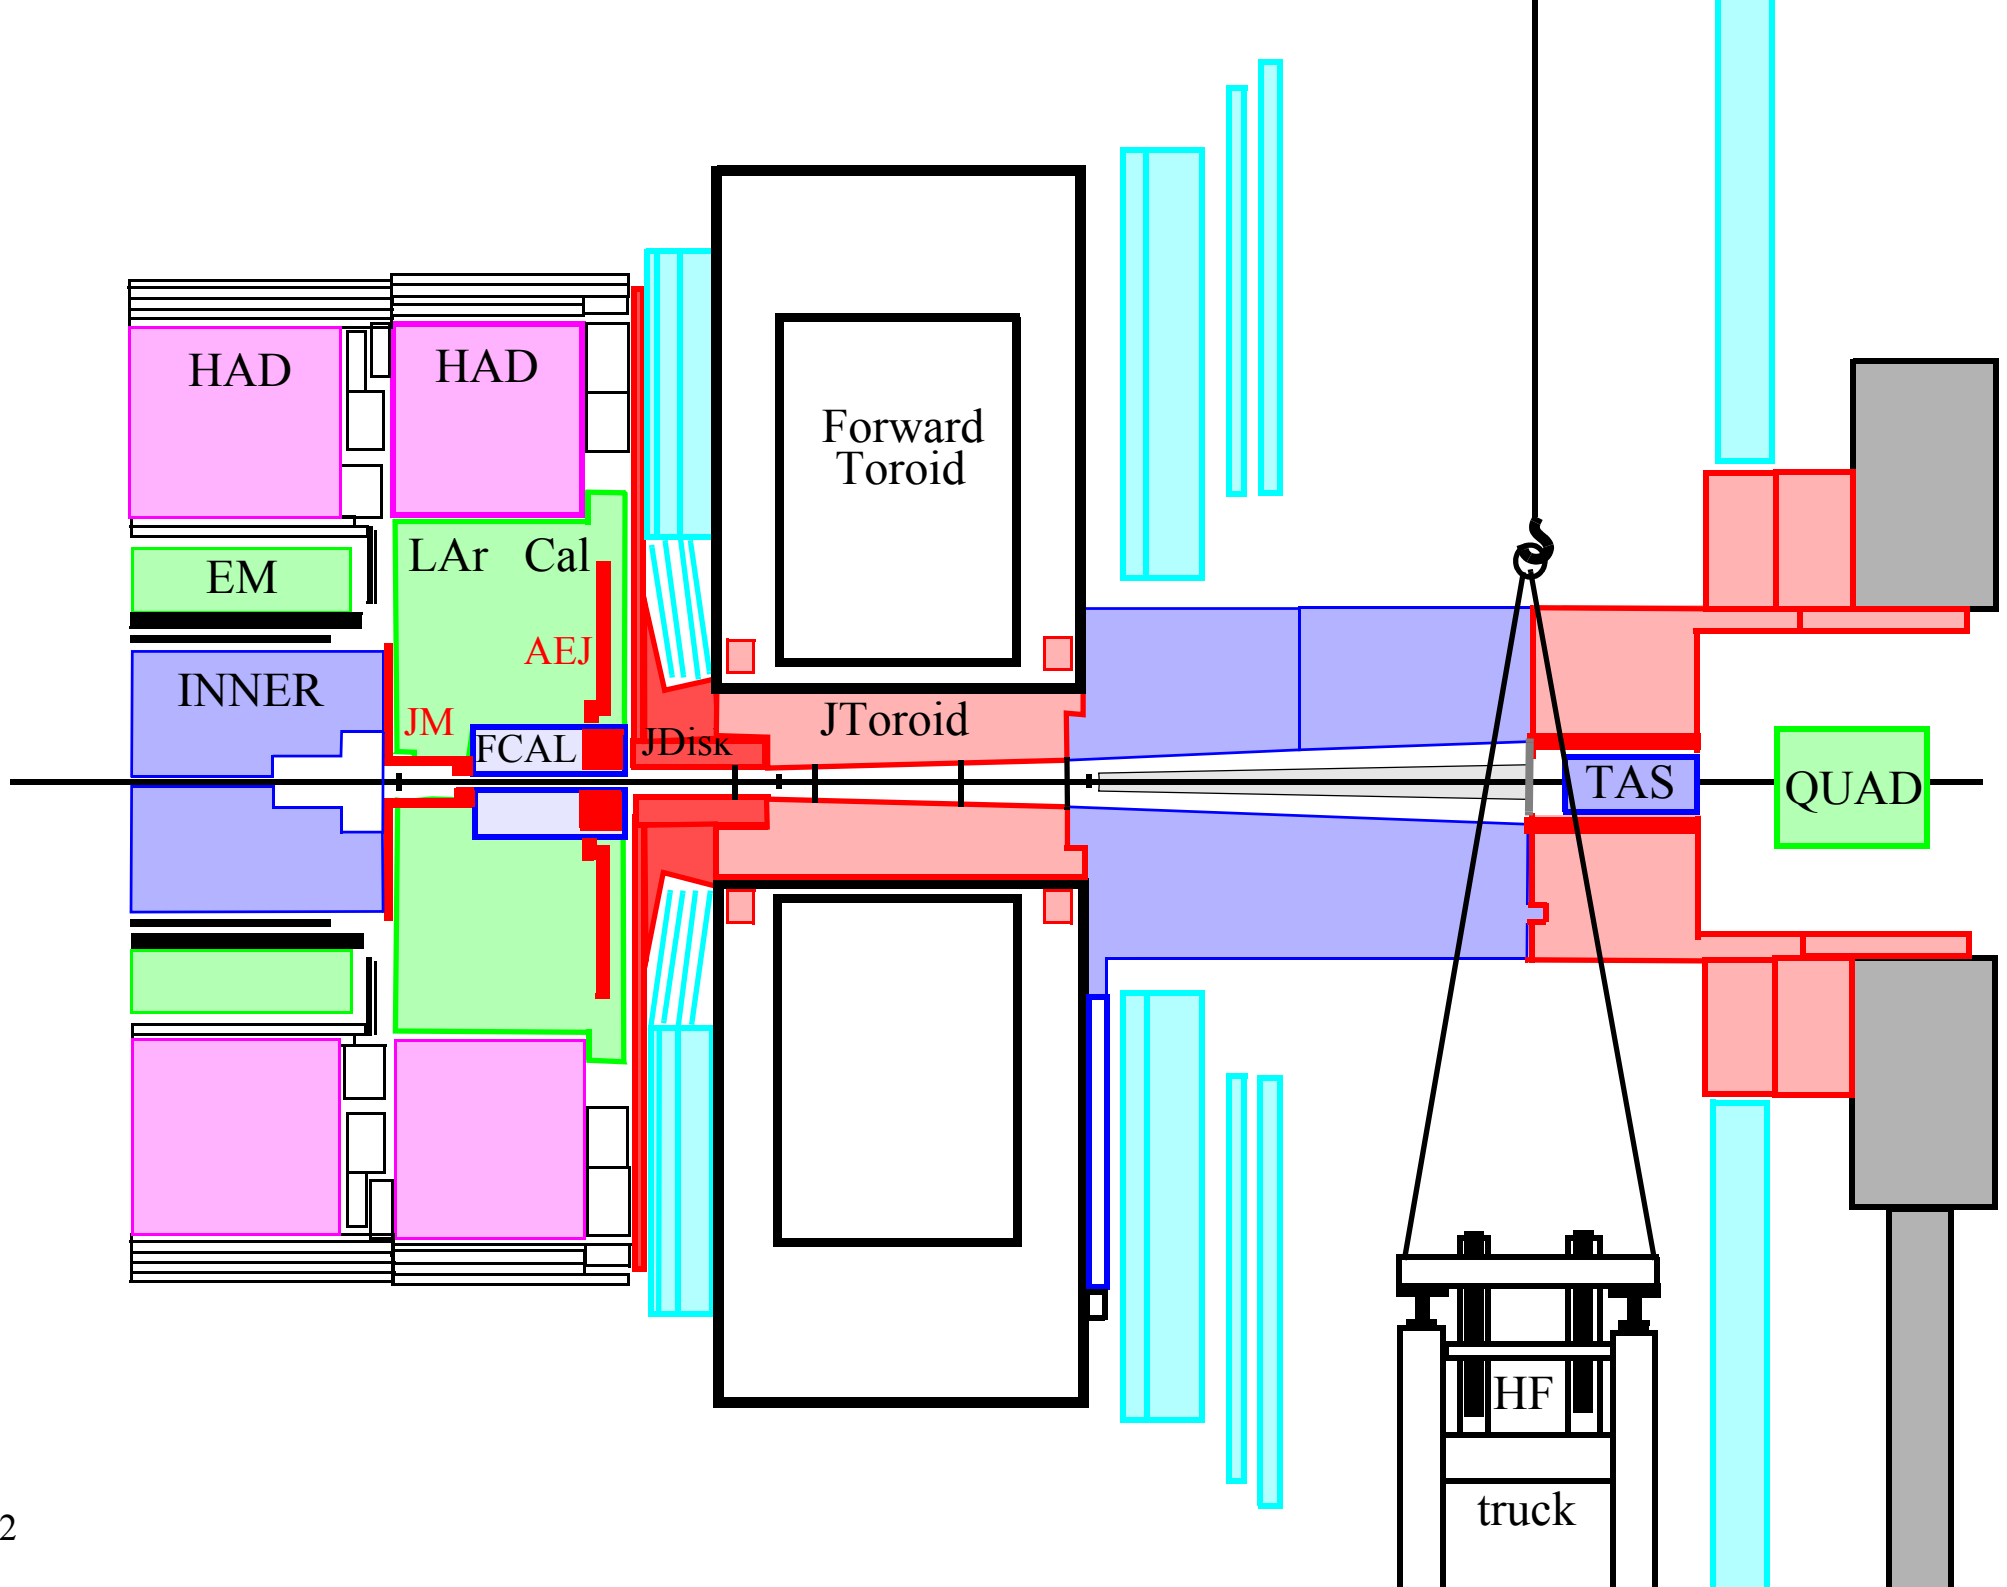 HAD
HAD
Forward
Toroid
LAr Cal
EM
AEJ
INNER
JM
JToroid
FCAL
JDisk
TAS
QUAD
HF
truck
2